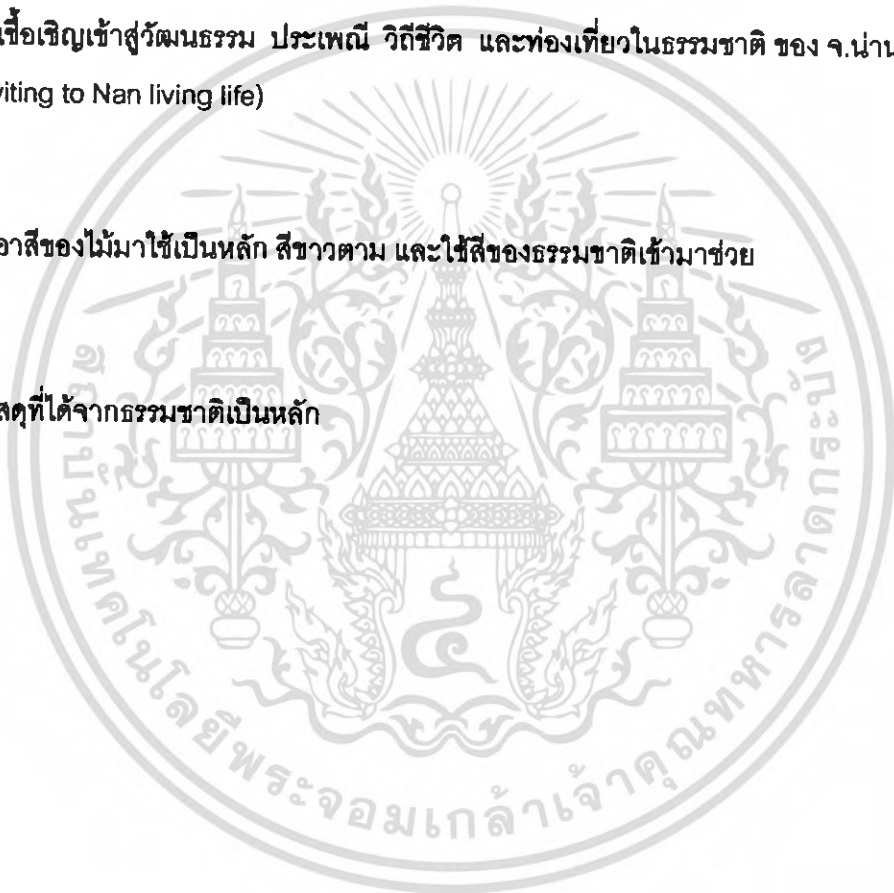 เชื้อเชิญเข้าสู่วัฒนธรรม ประเพณี วิถีชีวิต และท่องเที่ยวในธรรมชาติ ของ จ.น่าน
viting to Nan living life)
อาสีของไม้มาใช้เป็นหลัก สีขาวตาม และใช้สีของธรรมชาติเข้ามาช่วย
สดุที่ได้จากธรรมชาติเป็นหลัก
สถาบันเทคโนโลยีพระจอมเกล้าเจ้าคุณทหารลาดกระบัง
๔